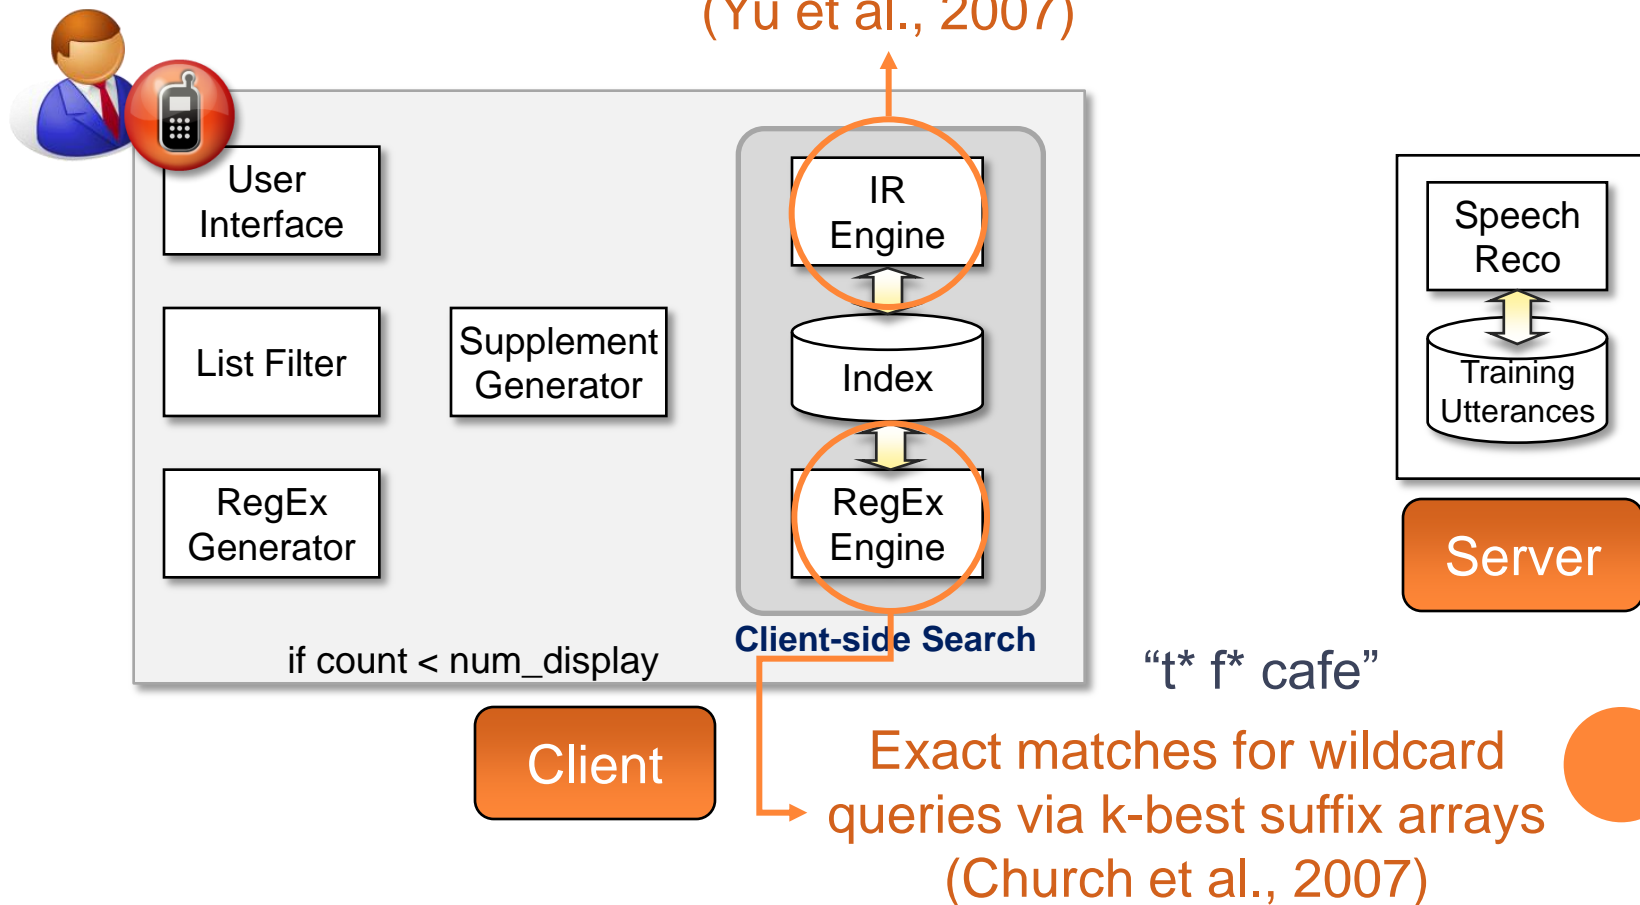 (Yu et al., 2007)
User
Interface
IR
Engine
Speech
Reco
List Filter
Supplement
Generator
Index
Training
Utterances
RegEx
Generator
RegEx
Engine
Server
if count < num_display
Client-side Search
“t* f* cafe”
Client
Exact matches for wildcard
queries via k-best suffix arrays
(Church et al., 2007)